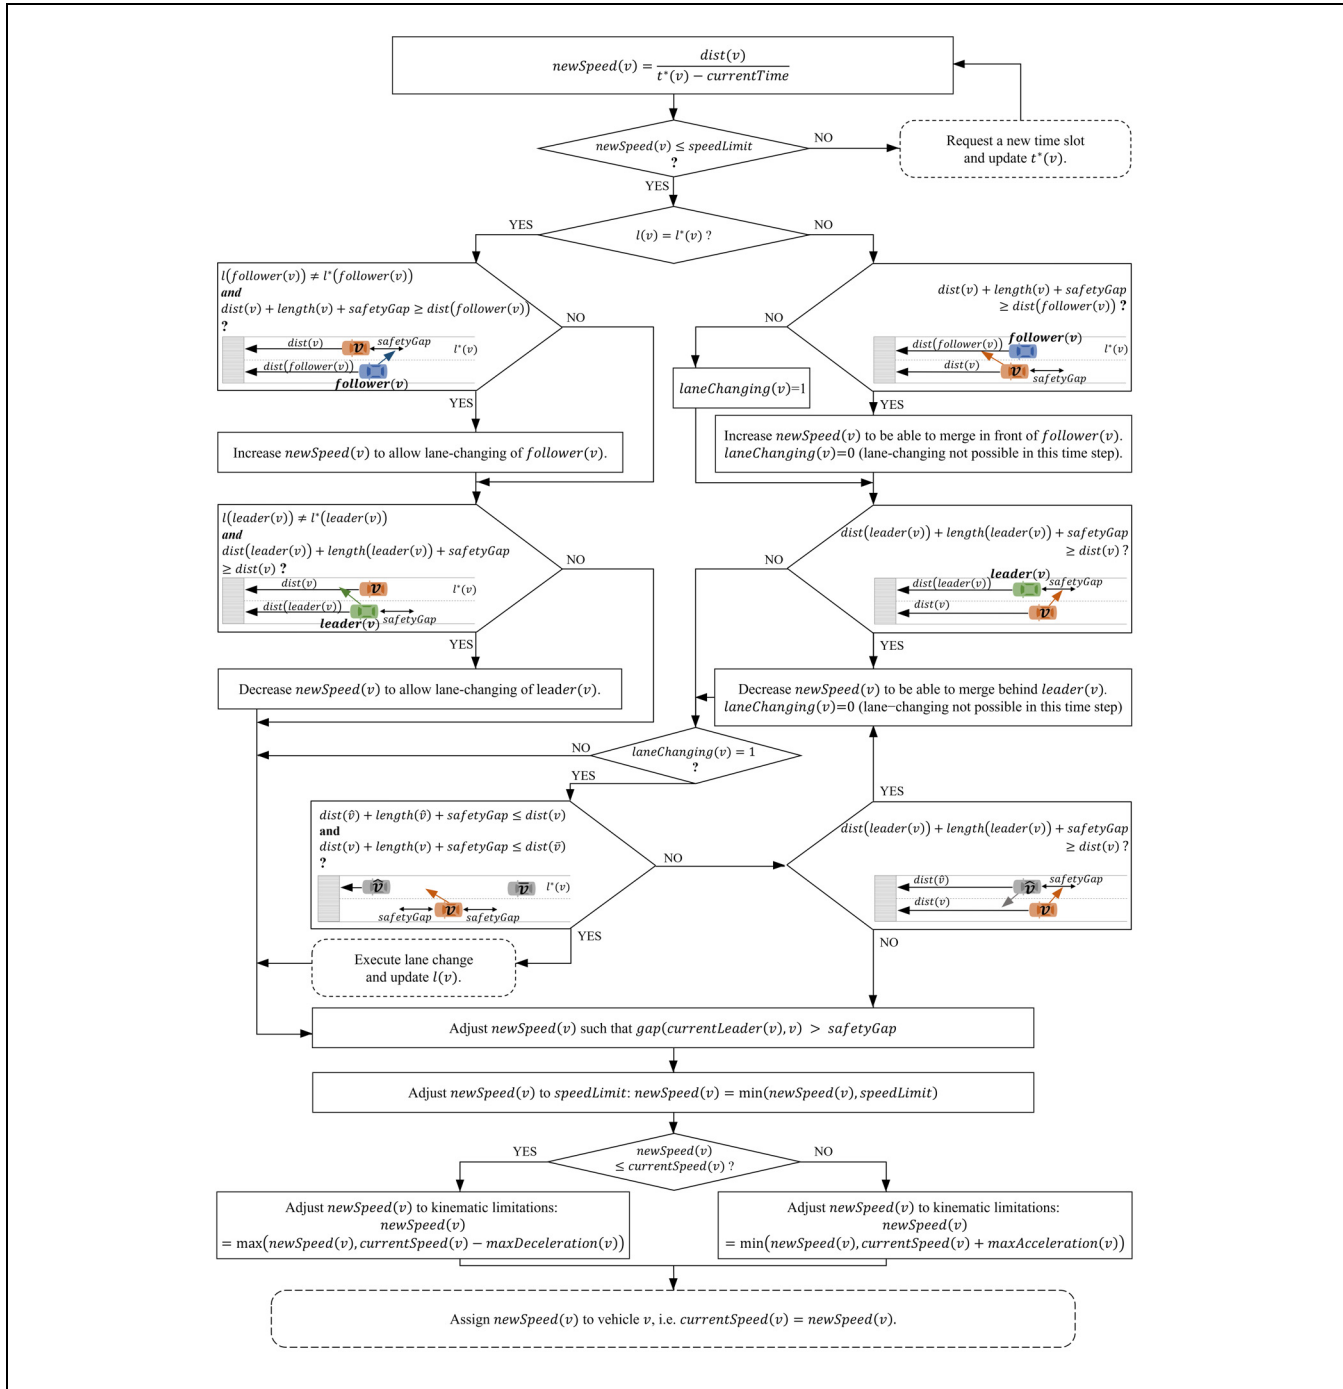 newSpeed(v) = dist(v) / t*(v) − currentTime
newSpeed(v) ≤ speedLimit
?
NO
Request a new time slot
and update t*(v).
YES
l(v) = l*(v) ?
YES
NO
l(follower(v)) ≠ l*(follower(v))
and
dist(v) + length(v) + safetyGap ≥ dist(follower(v))
?
dist(v)
v
safetyGap
l*(v)
dist(follower(v))
follower(v)
NO
YES
dist(v) + length(v) + safetyGap
≥ dist(follower(v)) ?
follower(v)
dist(follower(v))
l*(v)
dist(v)
v
safetyGap
NO
YES
laneChanging(v)=1
Increase newSpeed(v) to allow lane-changing of follower(v).
Increase newSpeed(v) to be able to merge in front of follower(v).
laneChanging(v)=0 (lane-changing not possible in this time step).
l(leader(v)) ≠ l*(leader(v))
and
dist(leader(v)) + length(leader(v)) + safetyGap
≥ dist(v) ?
dist(v)
v
l*(v)
dist(leader(v))
leader(v)
safetyGap
NO
YES
dist(leader(v)) + length(leader(v)) + safetyGap
≥ dist(v) ?
leader(v)
dist(leader(v))
safetyGap
dist(v)
v
NO
YES
Decrease newSpeed(v) to allow lane-changing of leader(v).
Decrease newSpeed(v) to be able to merge behind leader(v).
laneChanging(v)=0 (lane−changing not possible in this time step)
laneChanging(v) = 1
?
NO
YES
YES
dist(v̂) + length(v̂) + safetyGap ≤ dist(v)
and
dist(v) + length(v) + safetyGap ≤ dist(v̄)
?
v̂
v̄
l*(v)
safetyGap
v
safetyGap
NO
YES
dist(leader(v)) + length(leader(v)) + safetyGap
≥ dist(v) ?
dist(v̂)
v̂
safetyGap
dist(v)
v
NO
Execute lane change
and update l(v).
Adjust newSpeed(v) such that gap(currentLeader(v), v) > safetyGap
Adjust newSpeed(v) to speedLimit: newSpeed(v) = min(newSpeed(v), speedLimit)
newSpeed(v)
≤ currentSpeed(v) ?
YES
NO
Adjust newSpeed(v) to kinematic limitations:
newSpeed(v)
= max(newSpeed(v), currentSpeed(v) − maxDeceleration(v))
Adjust newSpeed(v) to kinematic limitations:
newSpeed(v)
= min(newSpeed(v), currentSpeed(v) + maxAcceleration(v))
Assign newSpeed(v) to vehicle v, i.e. currentSpeed(v) = newSpeed(v).